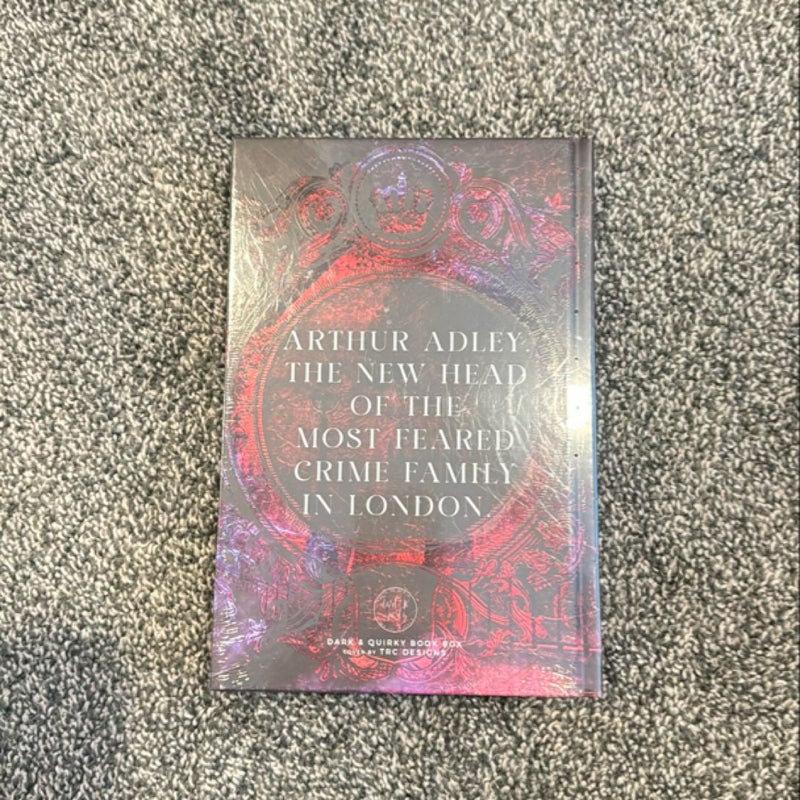 ARTHUR ADLEY.
THE NEW HEAD
OF THE
MOST FEARED
CRIME FAMILY
IN LONDON.
DARK & QUIRKY BOOK BOX
COVER BY TRC DESIGNS